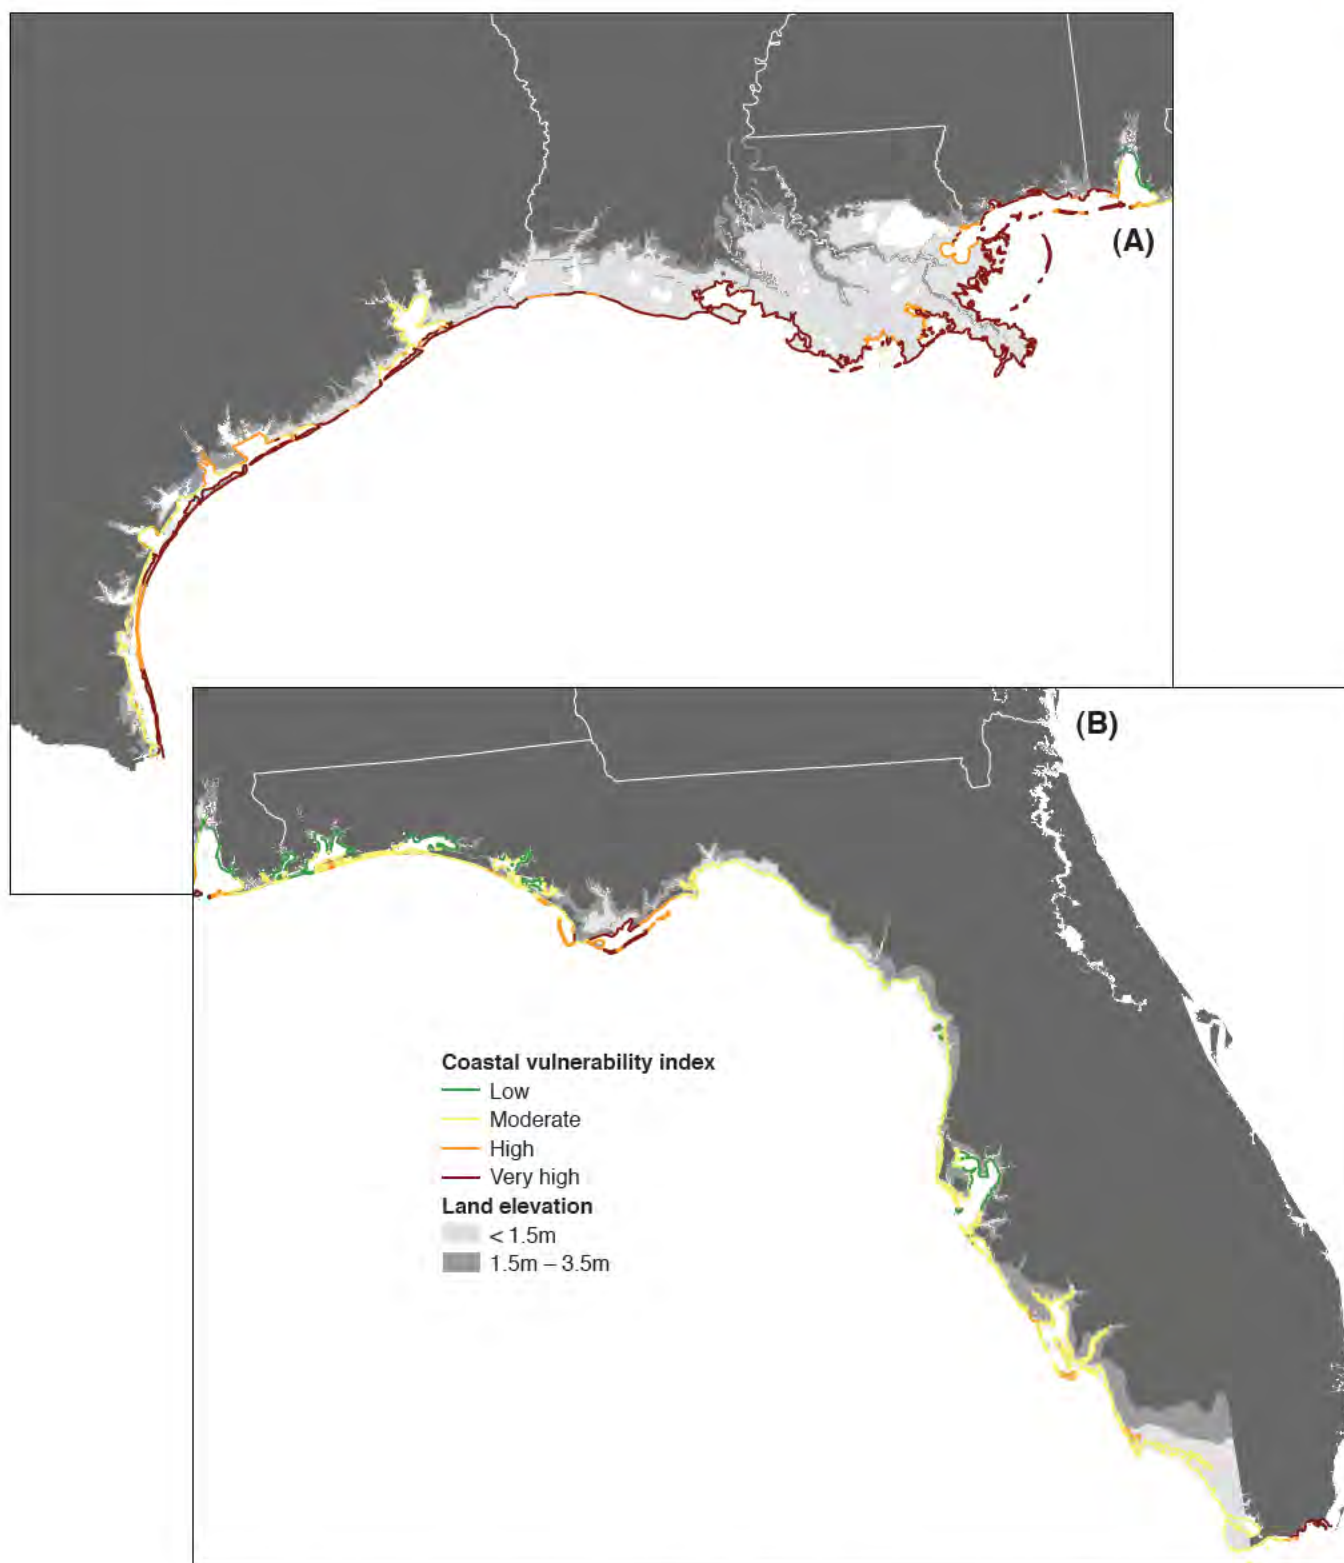 (A)
(B)
Coastal vulnerability index
Low
Moderate
High
Very high
Land elevation
< 1.5m
1.5m – 3.5m